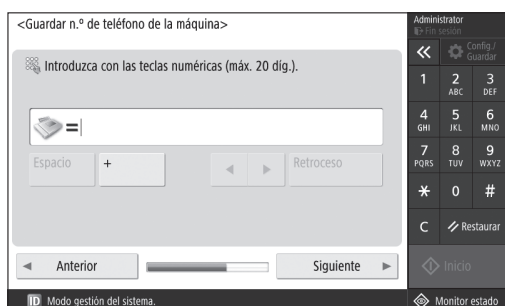 <Guardar n.º de teléfono de la máquina>
Introduzca con las teclas numéricas (máx. 20 díg.).
=
Espacio
+
Retroceso
Anterior
Siguiente
ID Modo gestión del sistema.
Administrator
Fin sesión
Config./
Guardar
1
2
ABC
3
DEF
4
GHI
5
JKL
6
MNO
7
PQRS
8
TUV
9
WXYZ
0
#
C
Restaurar
Inicio
Monitor estado